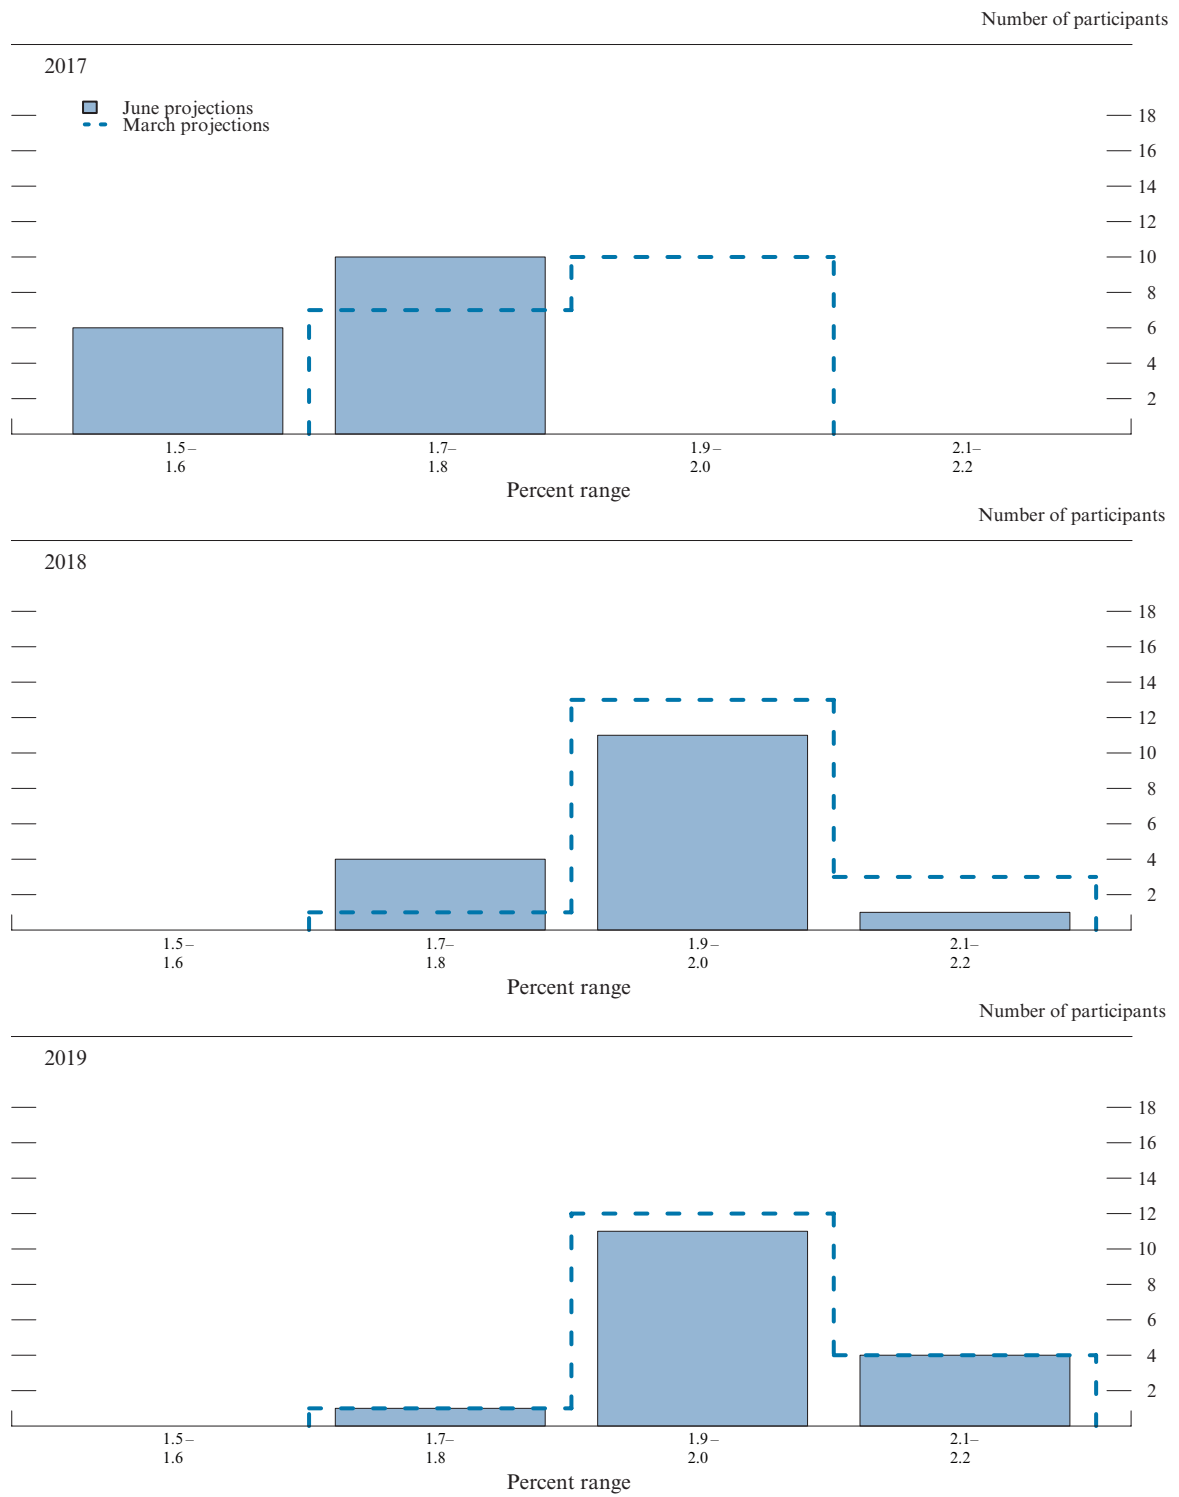 Number of participants
2017
June projections
March projections
18
16
14
12
10
8
6
4
2
1.5– 1.7– 1.9– 2.1–
1.6 1.8 2.0 2.2
Percent range
Number of participants
2018
18
16
14
12
10
8
6
4
2
1.5– 1.7– 1.9– 2.1–
1.6 1.8 2.0 2.2
Percent range
Number of participants
2019
18
16
14
12
10
8
6
4
2
1.5– 1.7– 1.9– 2.1–
1.6 1.8 2.0 2.2
Percent range